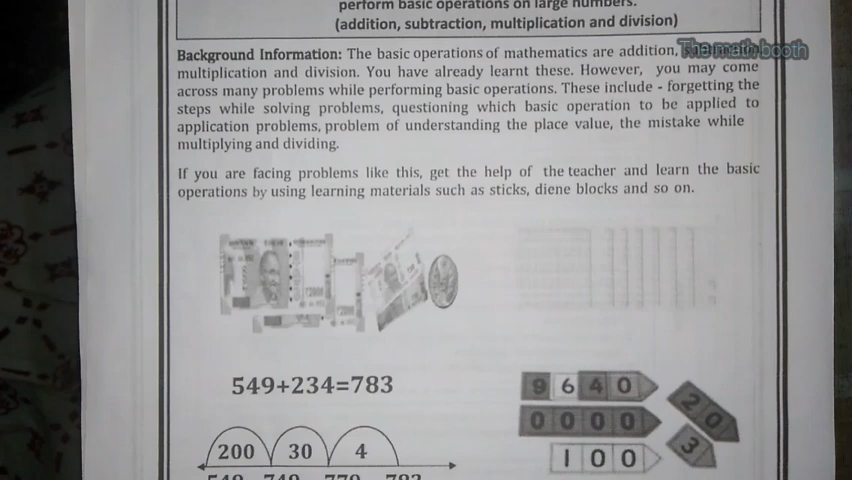 perform basic operations on large numbers.
(addition, subtraction, multiplication and division)
The math booth
Background Information: The basic operations of mathematics are addition,
multiplication and division. You have already learnt these. However, you may come
across many problems while performing basic operations. These include - forgetting the
steps while solving problems, questioning which basic operation to be applied to
application problems, problem of understanding the place value, the mistake while
multiplying and dividing.
If you are facing problems like this, get the help of the teacher and learn the basic
operations by using learning materials such as sticks, diene blocks and so on.
549+234=783
9 6 4 0
2 0
0 0 0 0
3
1 0 0
200 30 4
549 749 779 783